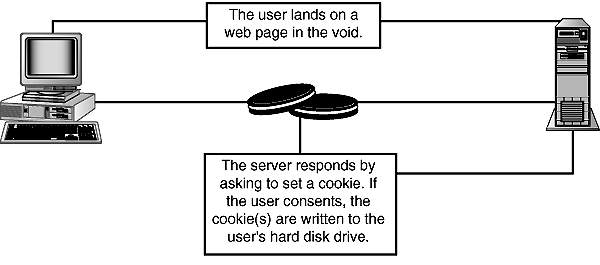 The user lands on a
web page in the void.
The server responds by
asking to set a cookie. If
the user consents, the
cookie(s) are written to the
user's hard disk drive.